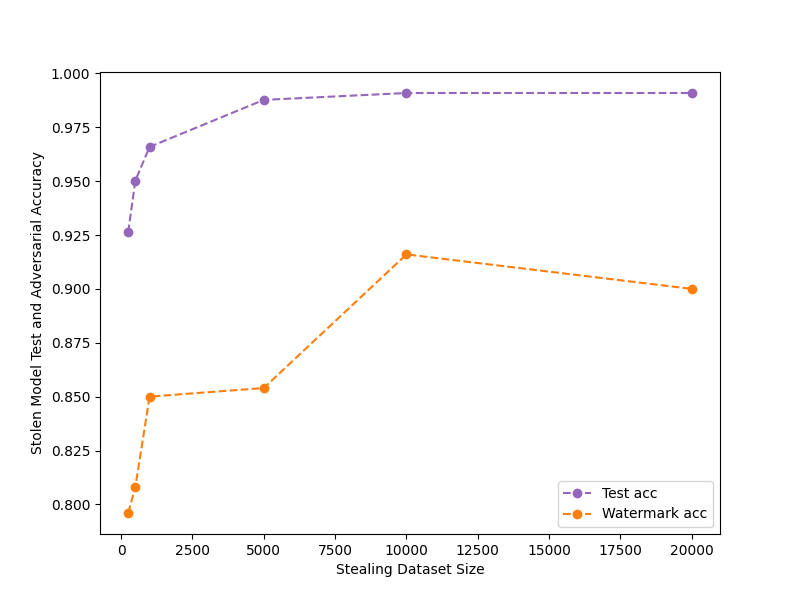 1.000
0.975
0.950
0.925
0.900
0.875
0.850
0.825
0.800
Stolen Model Test and Adversarial Accuracy
Test acc
Watermark acc
0 2500 5000 7500 10000 12500 15000 17500 20000
Stealing Dataset Size